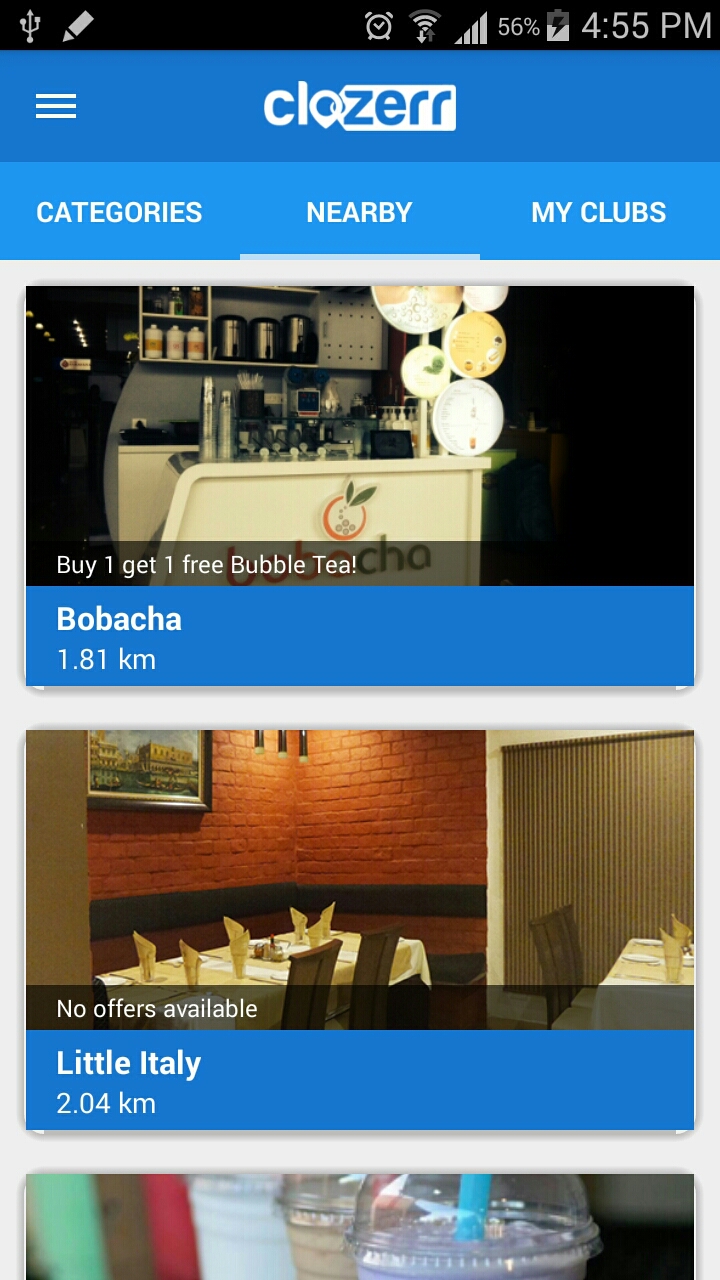 56%
4:55 PM
clozerr
CATEGORIES
NEARBY
MY CLUBS
bobacha
Buy 1 get 1 free Bubble Tea!
Bobacha
1.81 km
No offers available
Little Italy
2.04 km